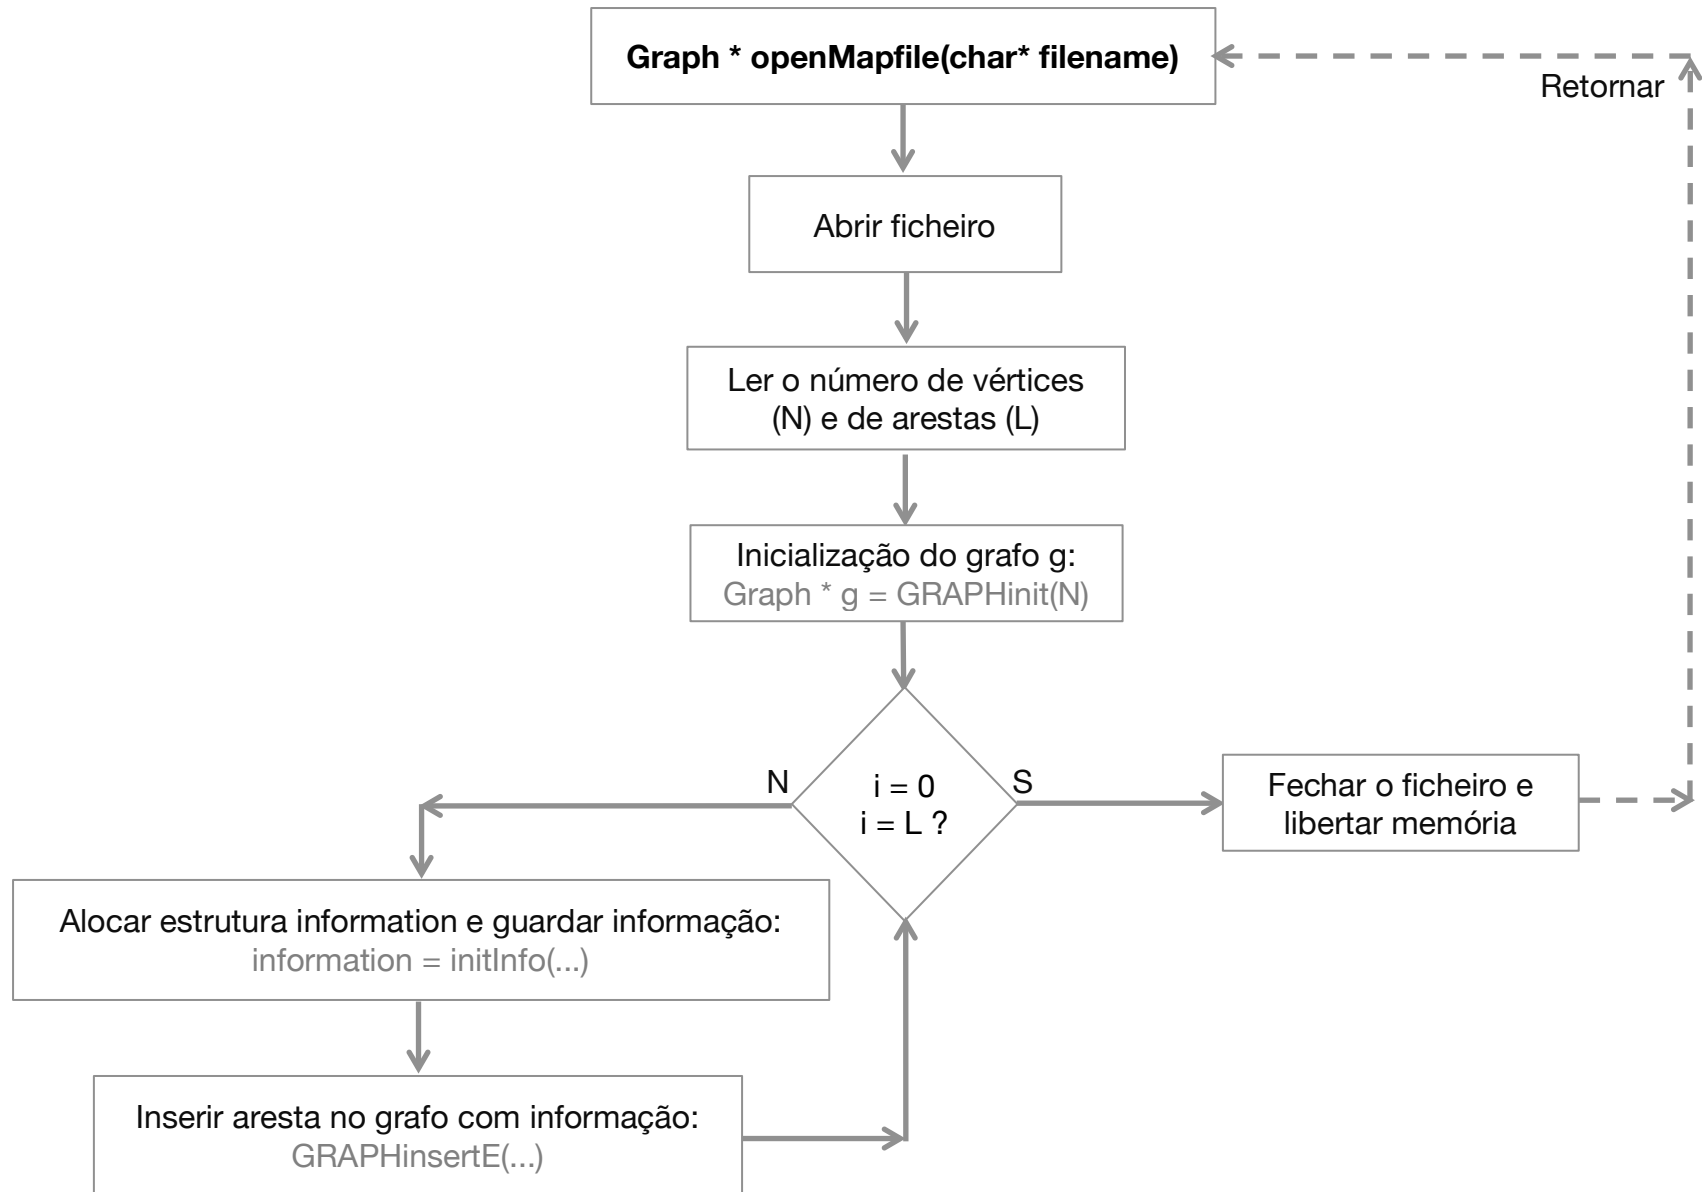 Graph * openMapfile(char* filename)
Retornar
Abrir ficheiro
Ler o número de vértices
(N) e de arestas (L)
Inicialização do grafo g:
Graph * g = GRAPHinit(N)
N
i = 0
i = L ?
S
Fechar o ficheiro e
libertar memória
Alocar estrutura information e guardar informação:
information = initInfo(...)
Inserir aresta no grafo com informação:
GRAPHinsertE(...)